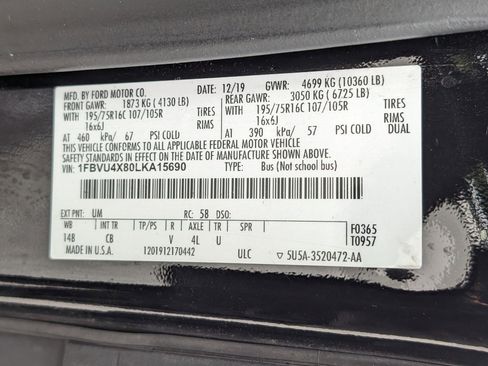 MFD. BY FORD MOTOR CO. DATE: 12/19 GVWR: 4699 KG (10360 LB)
FRONT GAWR: 1873 KG ( 4130 LB) REAR GAWR: 3050 KG ( 6725 LB)
WITH 195/75R16C 107/105R TIRES WITH 195/75R16C 107/105R TIRES
16x6J RIMS 16x6J RIMS
AT 460 kPa/ 67 PSI COLD AT 390 kPa/ 57 PSI COLD DUAL
THIS VEHICLE CONFORMS TO ALL APPLICABLE FEDERAL MOTOR VEHICLE
SAFETY STANDARDS IN EFFECT ON THE DATE OF MANUFACTURE SHOWN ABOVE.
VIN: 1FBVU4X80LKA15690 TYPE: Bus (Not school bus)
EXT PNT: UM RC: 58 DSO: F0365
WB INT TR TP/PS R AXLE TR SPR T0957
148 CB V 4L U
MADE IN U.S.A. 1201912170442 ULC ▽ 5U5A-3520472-AA